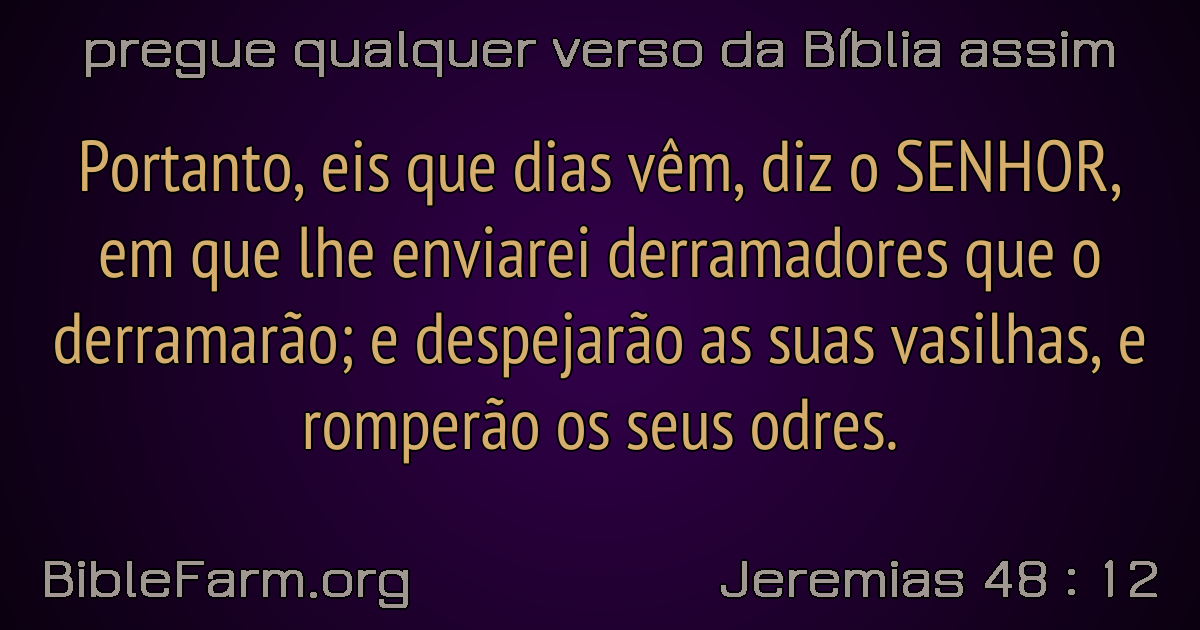 pregue qualquer verso da Bíblia assim
Portanto, eis que dias vêm, diz o SENHOR,
em que lhe enviarei derramadores que o
derramarão; e despejarão as suas vasilhas, e
romperão os seus odres.
BibleFarm.org
Jeremias 48 : 12